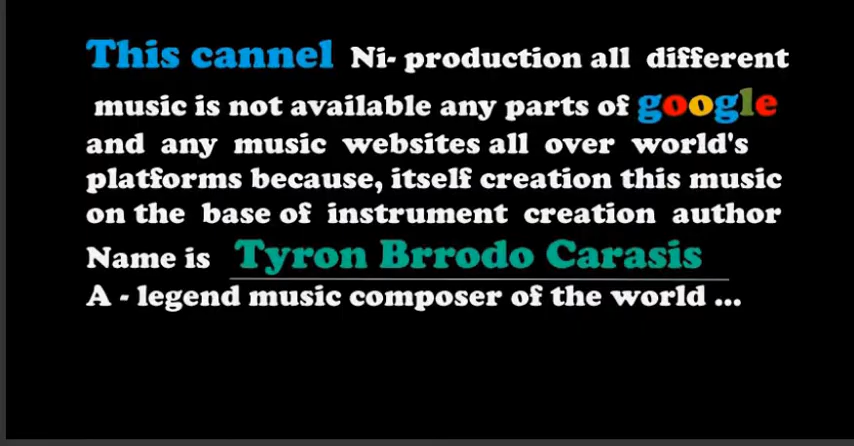 This cannel Ni- production all different
music is not available any parts of google
and any music websites all over world's
platforms because, itself creation this music
on the base of instrument creation author
Name is Tyron Brrodo Carasis
A - legend music composer of the world ...